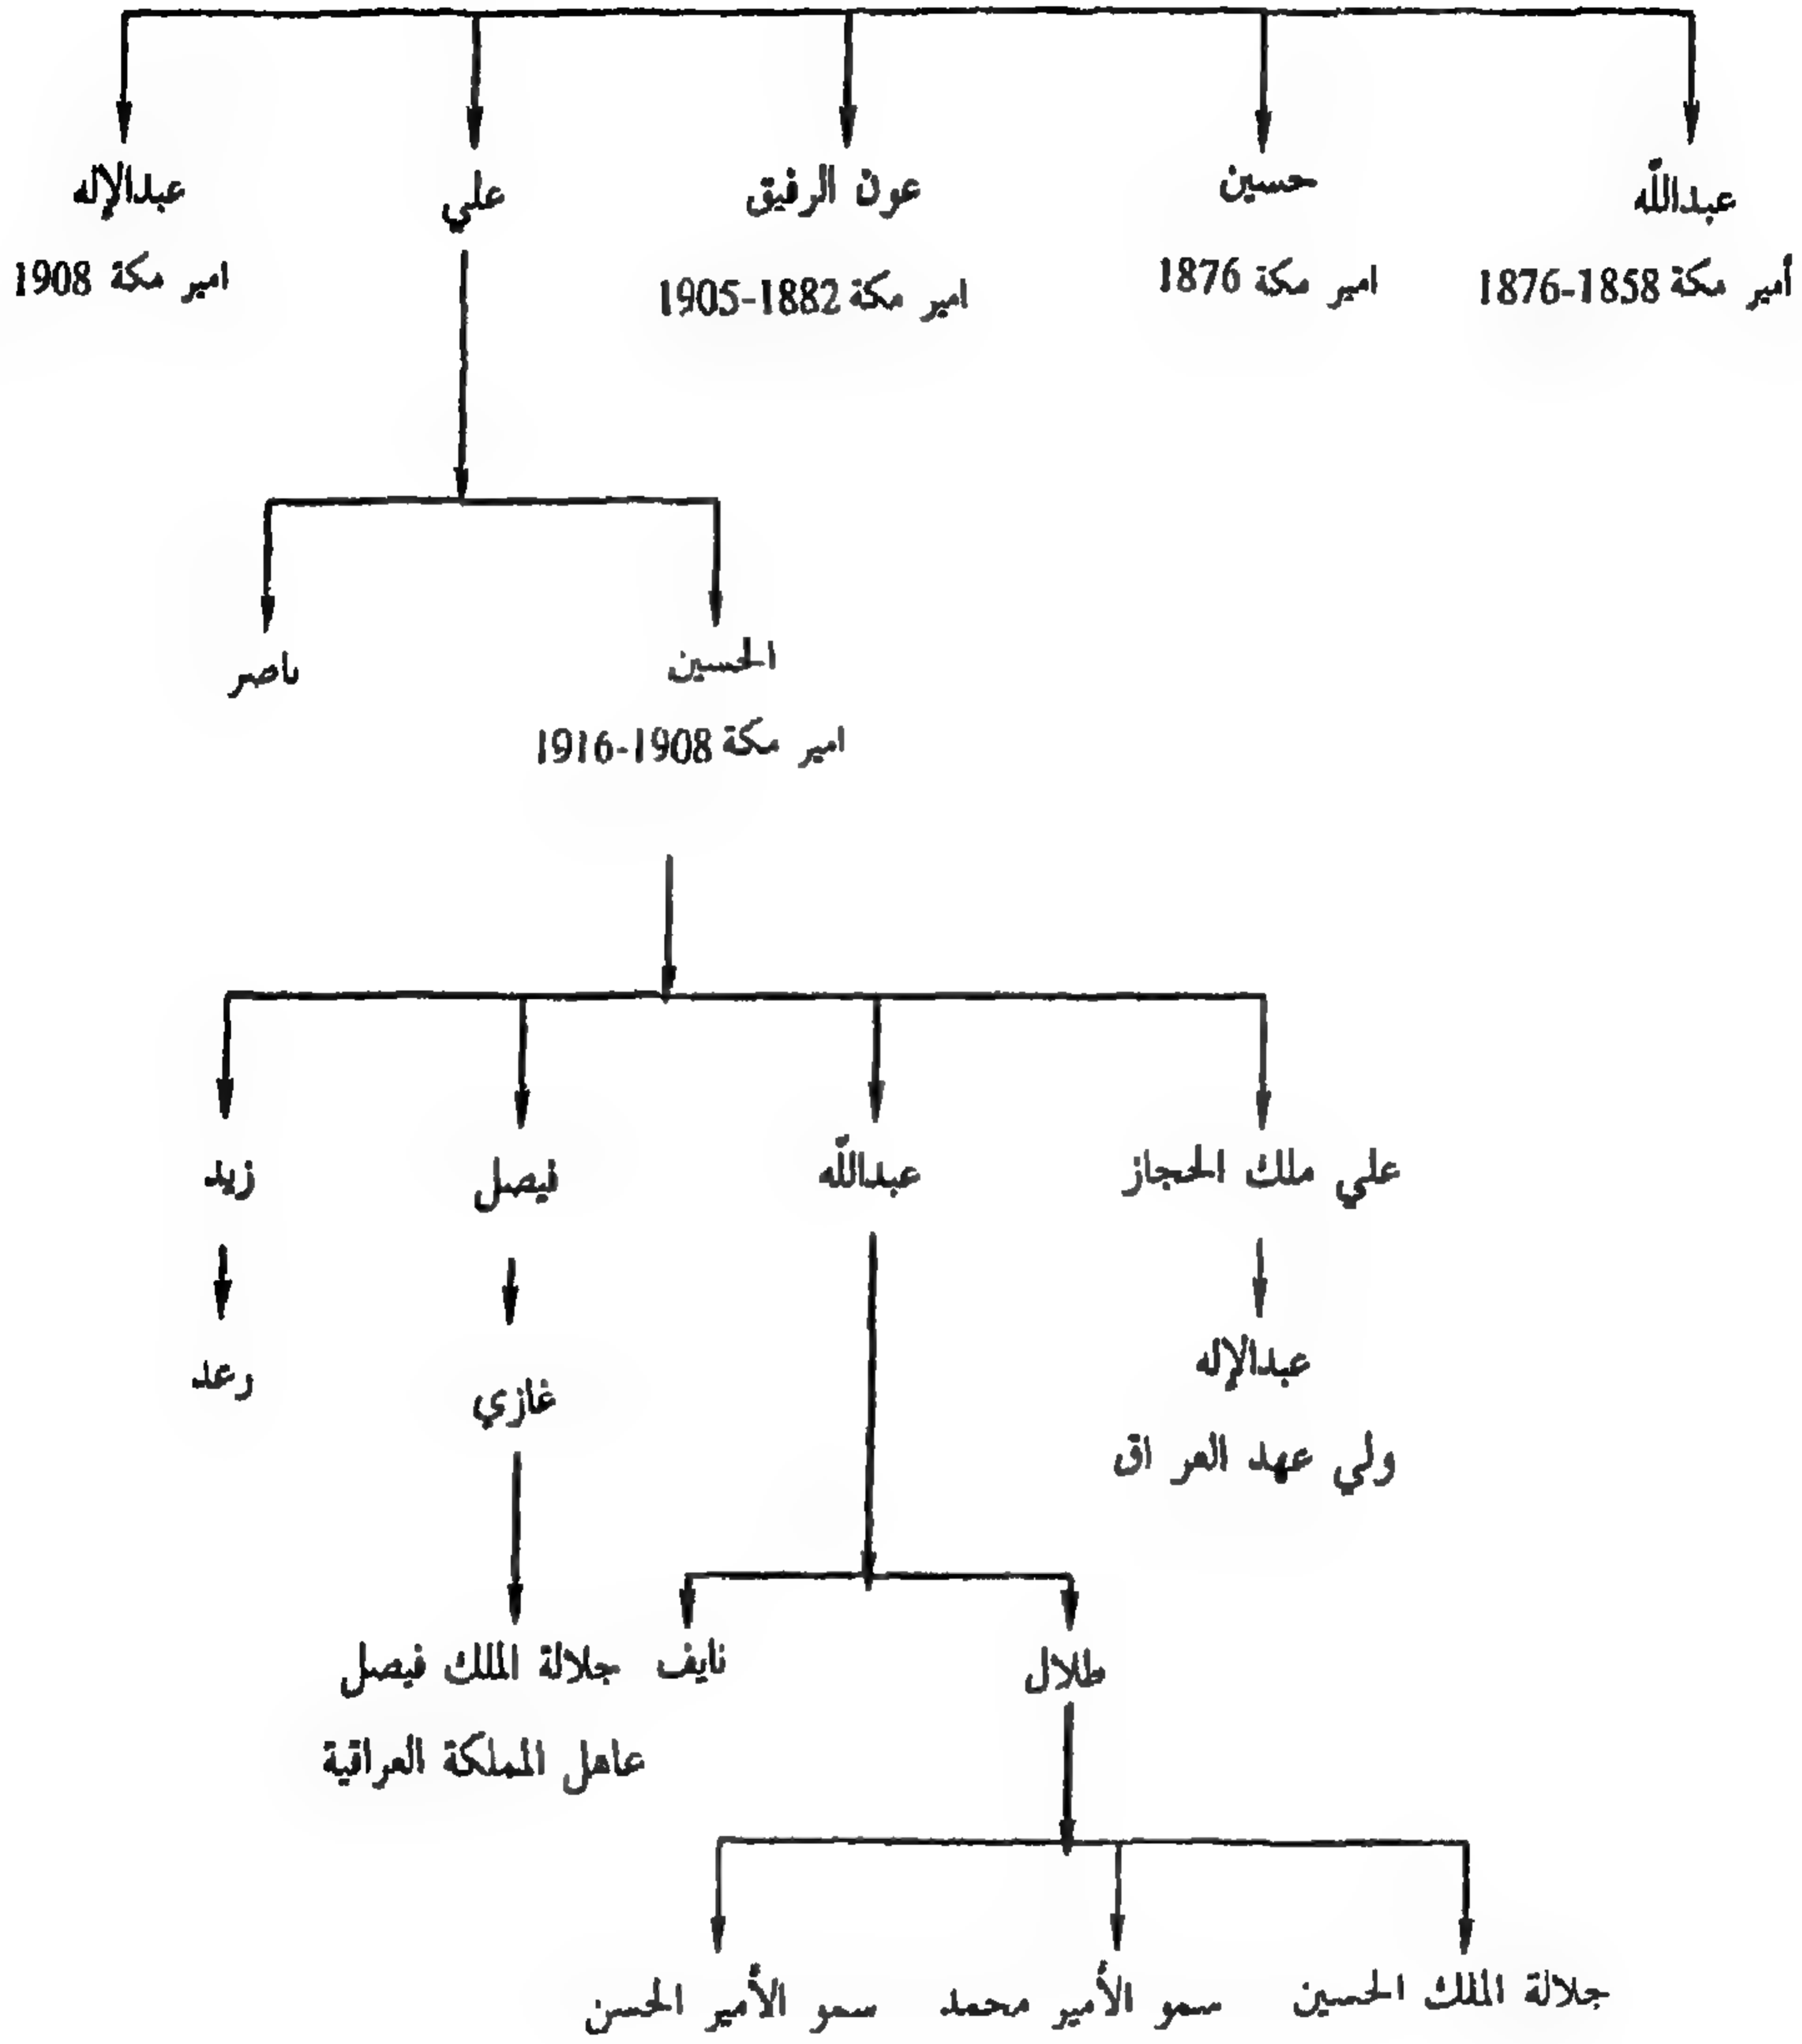 عبدالله
حسين
عون الرفيق
علي
عبدالإله
أمير مكة 1858-1876
امير مكة 1876
امير مكة 1882-1905
امير مكة 1908
الحسين
ناصر
امير مكة 1908-1916
علي ملك الحجاز
عبدالله
فيصل
زيد
عبدالإله
غازي
رعد
ولي عهد العراق
طلال
نايف
جلالة الملك فيصل
عاهل المملكة العراقية
جلالة الملك الحسين
سمو الأمير محمد
سمو الأمير الحسن